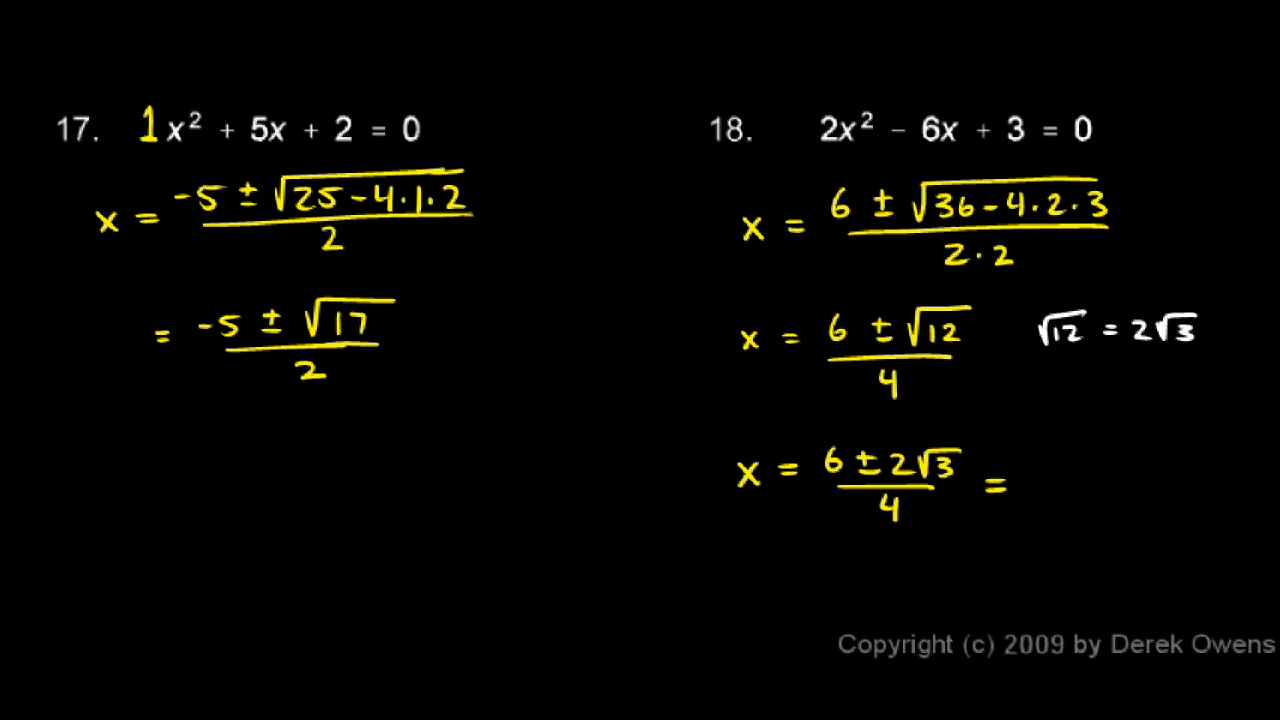 17. 1x² + 5x + 2 = 0
x = (-5 ± √(25 - 4·1·2))/2
= (-5 ± √17)/2
18. 2x² - 6x + 3 = 0
x = (6 ± √(36 - 4·2·3))/(2·2)
x = (6 ± √12)/4 √12 = 2√3
x = (6 ± 2√3)/4 =
Copyright (c) 2009 by Derek Owens